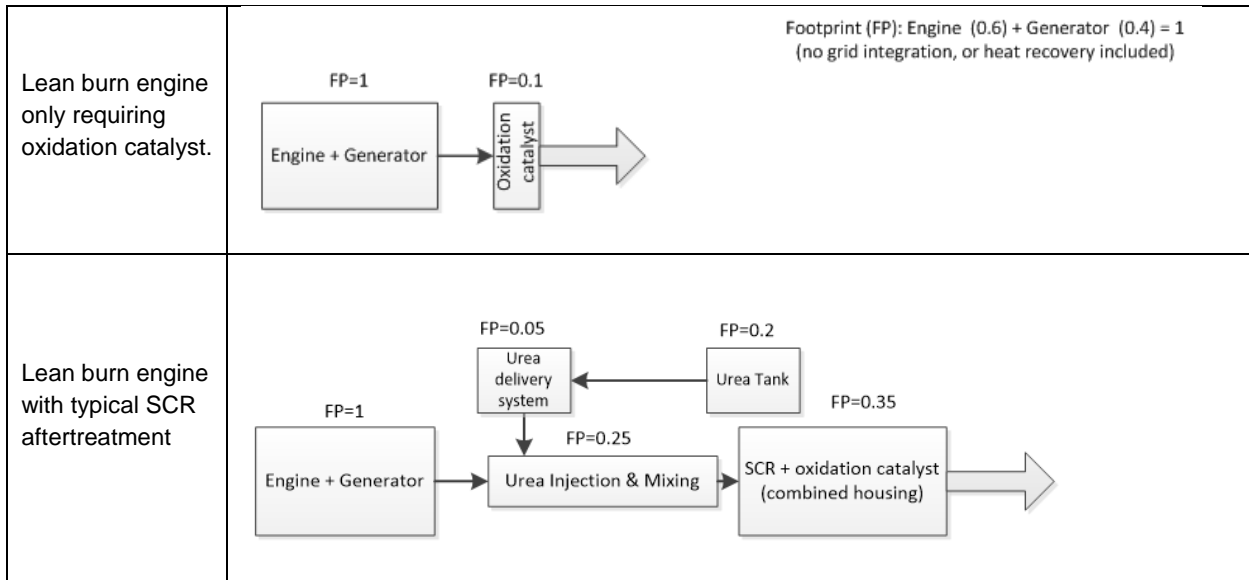 Lean burn engine
only requiring
oxidation catalyst.
Footprint (FP): Engine (0.6) + Generator (0.4) = 1
(no grid integration, or heat recovery included)
FP=1
FP=0.1
Engine + Generator
Oxidation
catalyst
Lean burn engine
with typical SCR
aftertreatment
FP=0.05
FP=0.2
Urea
delivery
system
Urea Tank
FP=1
FP=0.25
FP=0.35
Engine + Generator
Urea Injection & Mixing
SCR + oxidation catalyst
(combined housing)